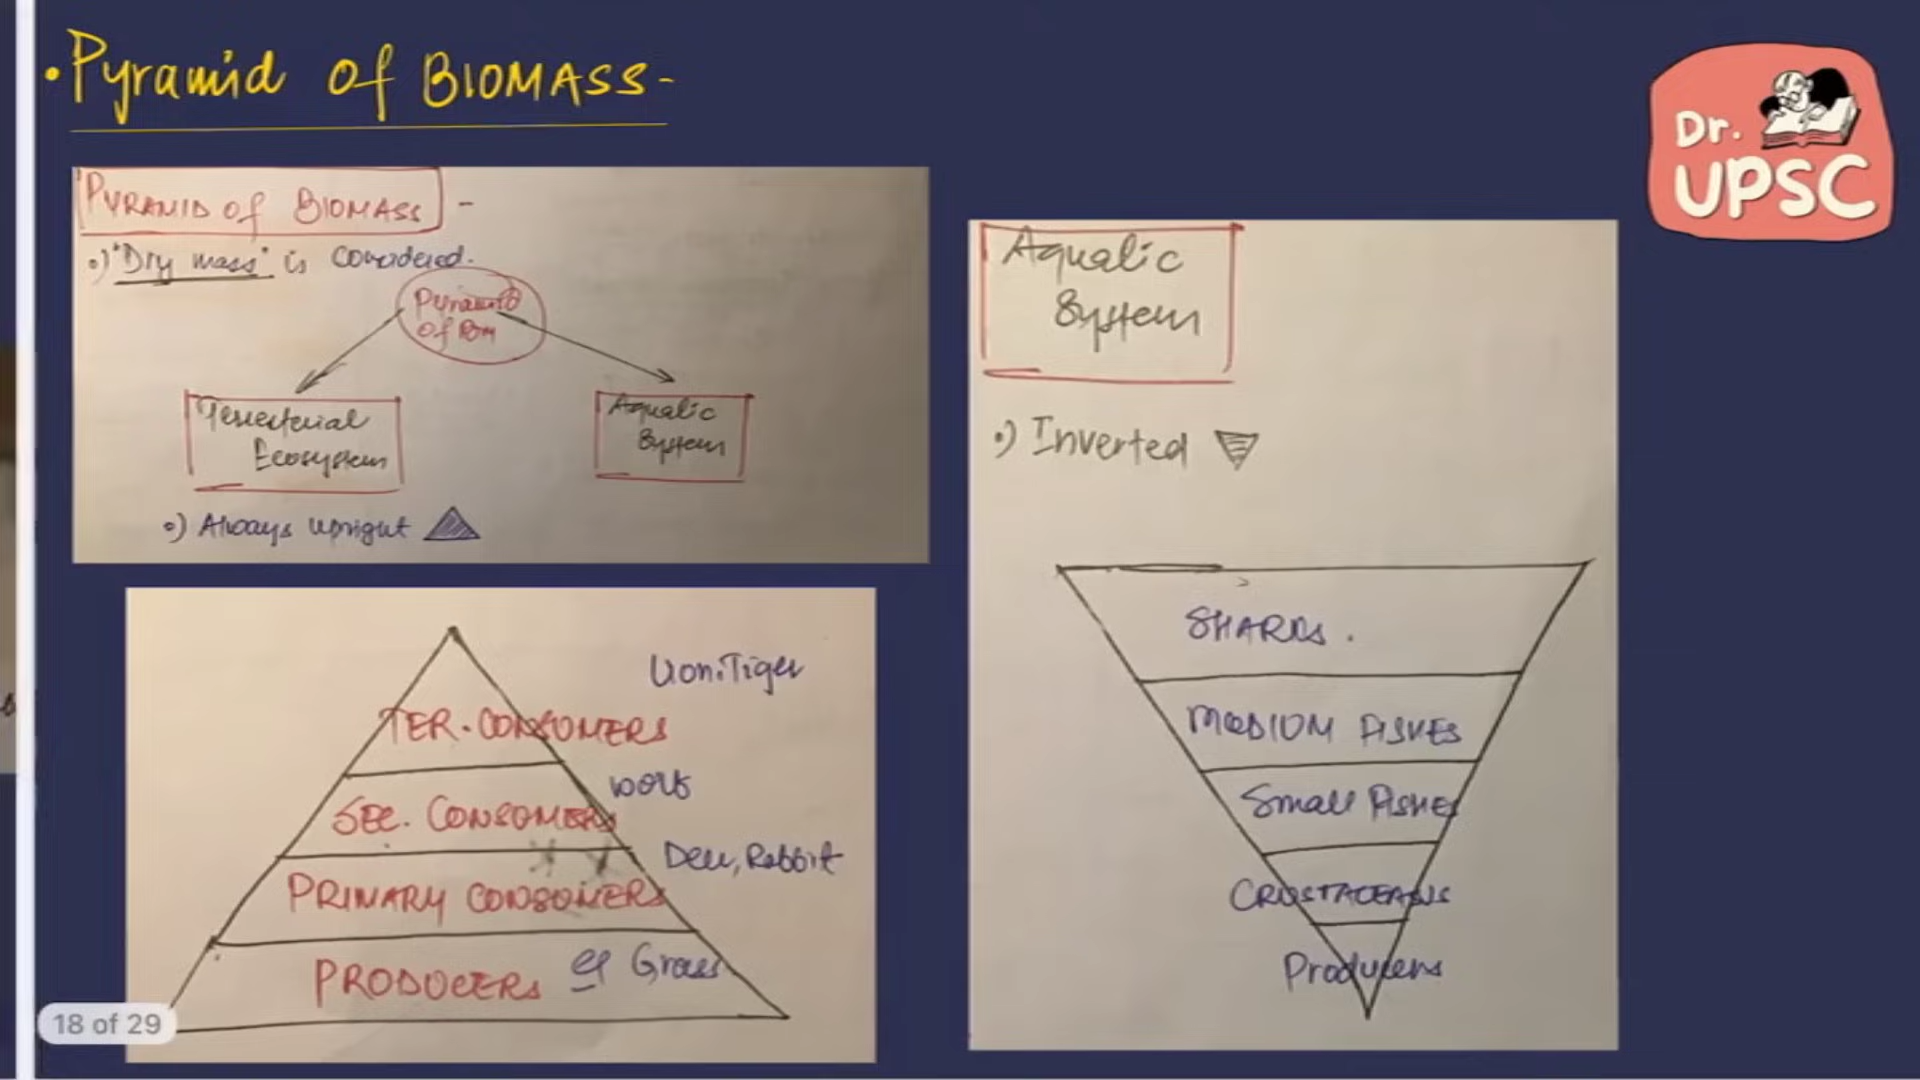 • Pyramid of BIOMASS -
Dr.
UPSC
PYRAMID of BIOMASS -
•) "Dry mass" is Considered.
Pyramid
Of BM
Terresterial
Ecosystem
Aquatic
System
•) Always upright
Lion, Tiger
TER. CONSUMERS
Wolf
SEC. CONSUMERS
Deer, Rabbit
PRIMARY CONSUMERS
PRODUCERS eg Grass
18 of 29
Aquatic
System
•) Inverted
SHARKS.
MEDIUM FISHES
Small FISHES
CRUSTACEANS
Producers